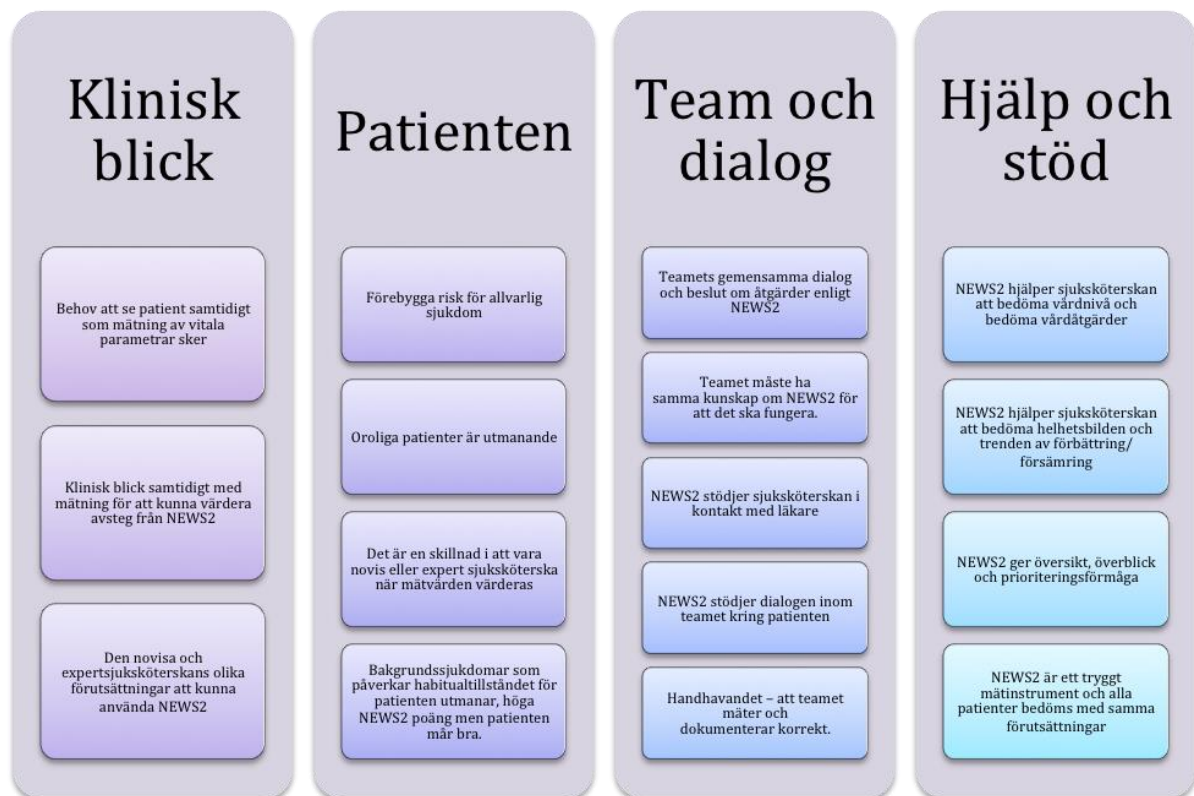 Klinisk
blick
Behov att se patient samtidigt
som mätning av vitala
parametrar sker
Klinisk blick samtidigt med
mätning för att kunna värdera
avsteg från NEWS2
Den novisa och
expertsjuksköterskans olika
förutsättningar att kunna
använda NEWS2
Patienten
Förebygga risk för allvarlig
sjukdom
Oroliga patienter är utmanande
Det är en skillnad i att vara
novis eller expert sjuksköterska
när mätvärden värderas
Bakgrundssjukdomar som
påverkar habitualtillståndet för
patienten utmanar, höga
NEWS2 poäng men patienten
mår bra.
Team och
dialog
Teamets gemensamma dialog
och beslut om åtgärder enligt
NEWS2
Teamet måste ha
samma kunskap om NEWS2 för
att det ska fungera.
NEWS2 stödjer sjuksköterskan i
kontakt med läkare
NEWS2 stödjer dialogen inom
teamet kring patienten
Handhavandet – att teamet
mäter och
dokumenterar korrekt.
Hjälp och
stöd
NEWS2 hjälper sjuksköterskan
att bedöma vårdnivå och
bedöma vårdåtgärder
NEWS2 hjälper sjuksköterskan
att bedöma helhetsbilden och
trenden av förbättring/
försämring
NEWS2 ger översikt, överblick
och prioriteringsförmåga
NEWS2 är ett tryggt
mätinstrument och alla
patienter bedöms med samma
förutsättningar